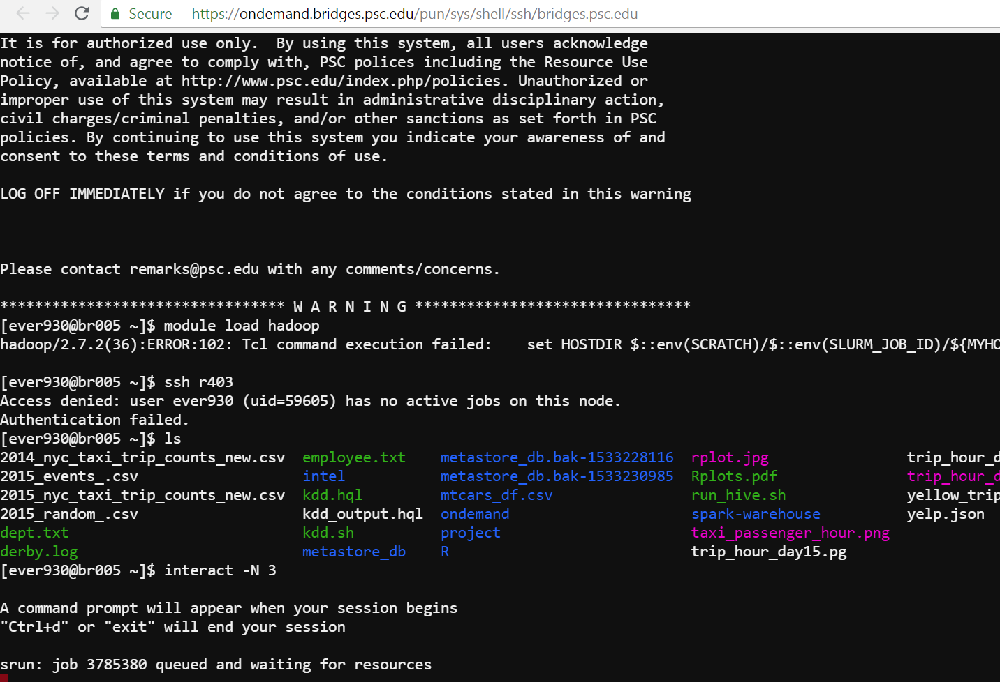 Secure https://ondemand.bridges.psc.edu/pun/sys/shell/ssh/bridges.psc.edu
It is for authorized use only.  By using this system, all users acknowledge
notice of, and agree to comply with, PSC polices including the Resource Use
Policy, available at http://www.psc.edu/index.php/policies. Unauthorized or
improper use of this system may result in administrative disciplinary action,
civil charges/criminal penalties, and/or other sanctions as set forth in PSC
policies. By continuing to use this system you indicate your awareness of and
consent to these terms and conditions of use.
LOG OFF IMMEDIATELY if you do not agree to the conditions stated in this warning
Please contact remarks@psc.edu with any comments/concerns.
********************************* W A R N I N G ********************************
[ever930@br005 ~]$ module load hadoop
hadoop/2.7.2(36):ERROR:102: Tcl command execution failed:    set HOSTDIR $::env(SCRATCH)/$::env(SLURM_JOB_ID)/${MYHO
[ever930@br005 ~]$ ssh r403
Access denied: user ever930 (uid=59605) has no active jobs on this node.
Authentication failed.
[ever930@br005 ~]$ ls
2014_nyc_taxi_trip_counts_new.csv  employee.txt    metastore_db.bak-1533228116  rplot.jpg                trip_hour_d
2015_events_.csv                   intel           metastore_db.bak-1533230985  Rplots.pdf               trip_hour_d
2015_nyc_taxi_trip_counts_new.csv  kdd.hql         mtcars_df.csv                run_hive.sh              yellow_trip
2015_random_.csv                   kdd_output.hql  ondemand                     spark-warehouse          yelp.json
dept.txt                           kdd.sh          project                      taxi_passenger_hour.png
derby.log                          metastore_db    R                            trip_hour_day15.pg
[ever930@br005 ~]$ interact -N 3
A command prompt will appear when your session begins
"Ctrl+d" or "exit" will end your session
srun: job 3785380 queued and waiting for resources